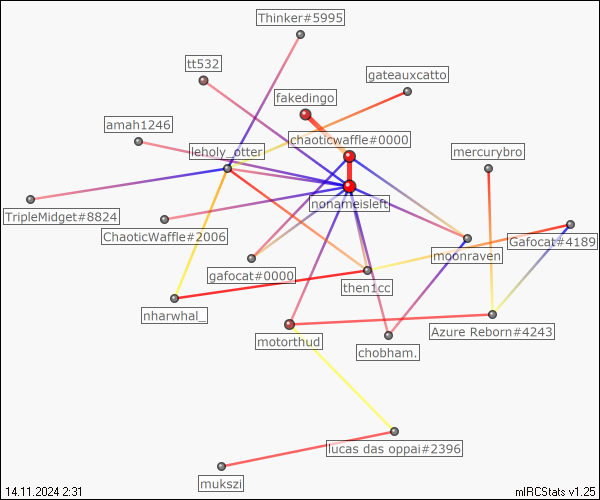 Thinker#5995
tt532
gateauxcatto
fakedingo
amah1246
chaoticwaffle#0000
leholy_otter
mercurybro
nonameisleft
TripleMidget#8824
ChaoticWaffle#2006
Gafocat#4189
moonraven
gafocat#0000
then1cc
nharwhal_
Azure Reborn#4243
motorthud
chobham.
lucas das oppai#2396
mukszi
14.11.2024 2:31
mIRCStats v1.25